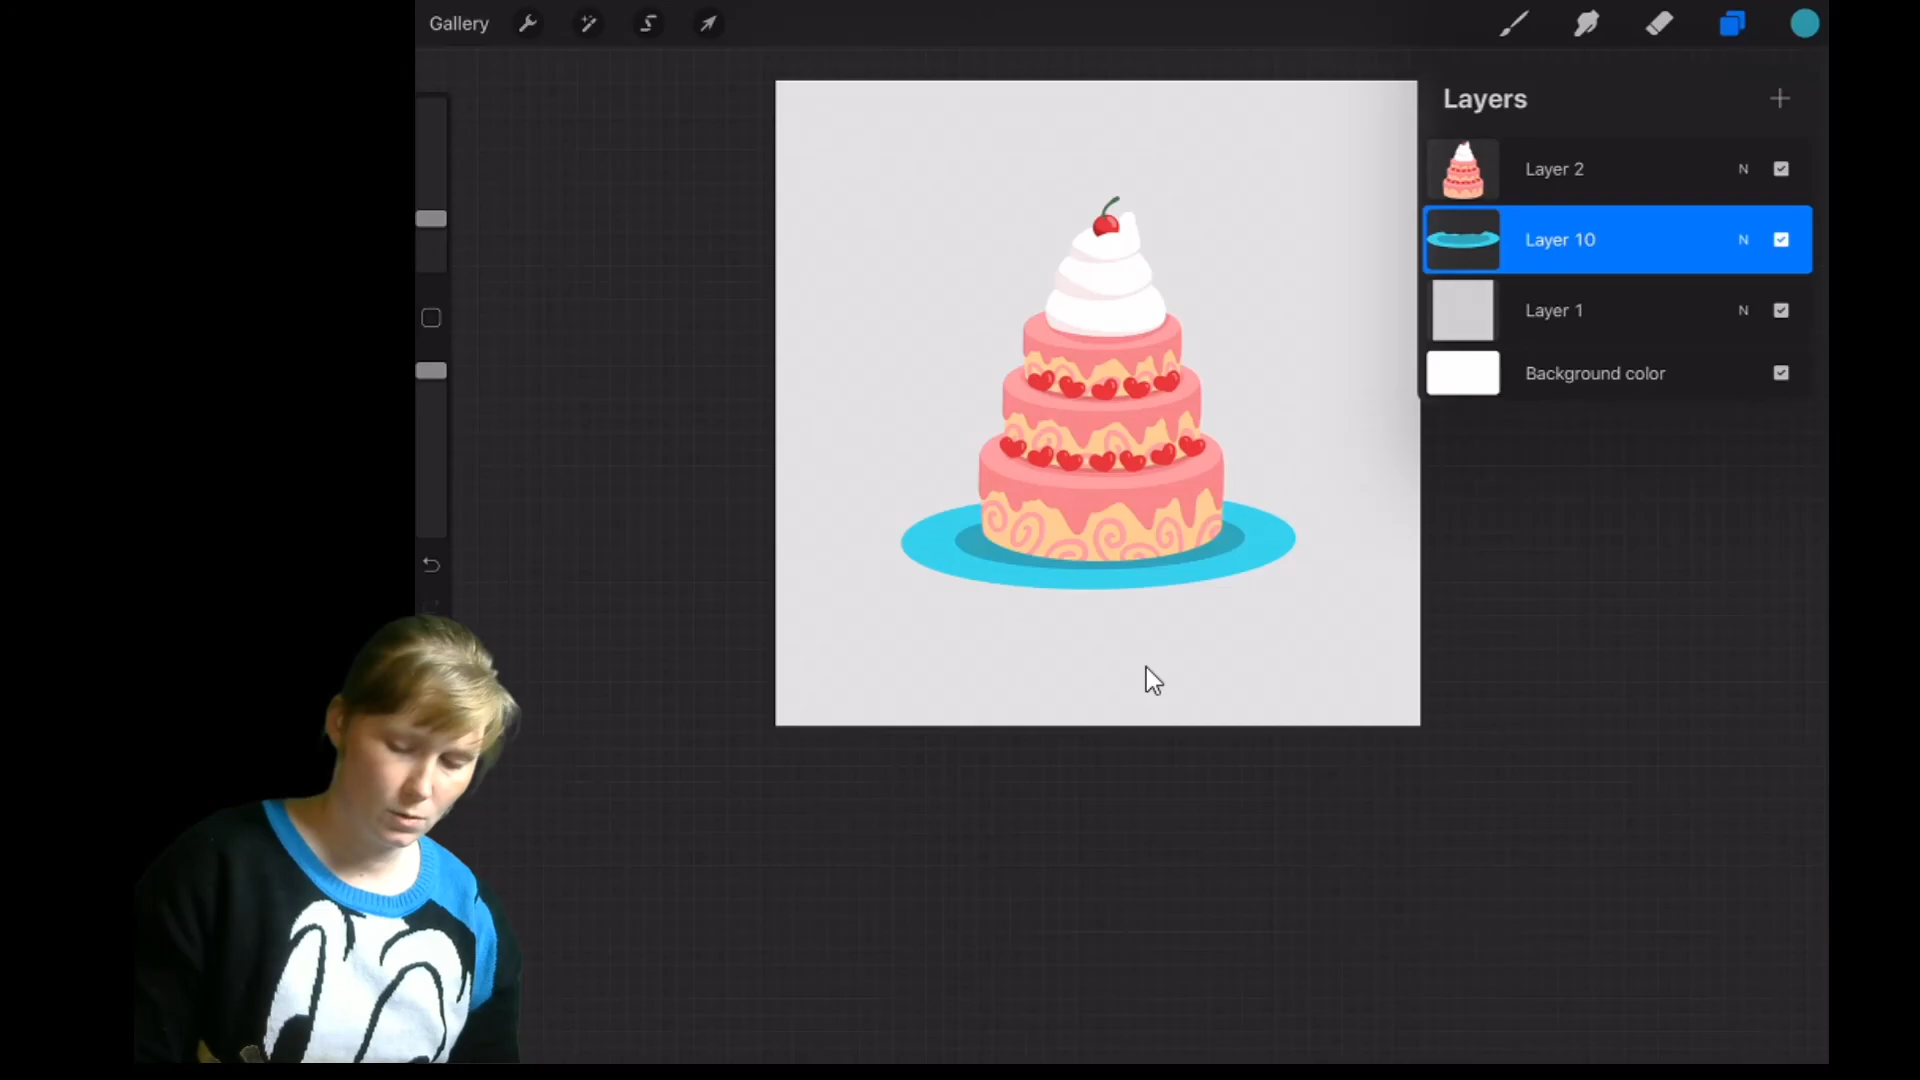 Gallery
Layers
Layer 2 N
Layer 10 N
Layer 1 N
Background color